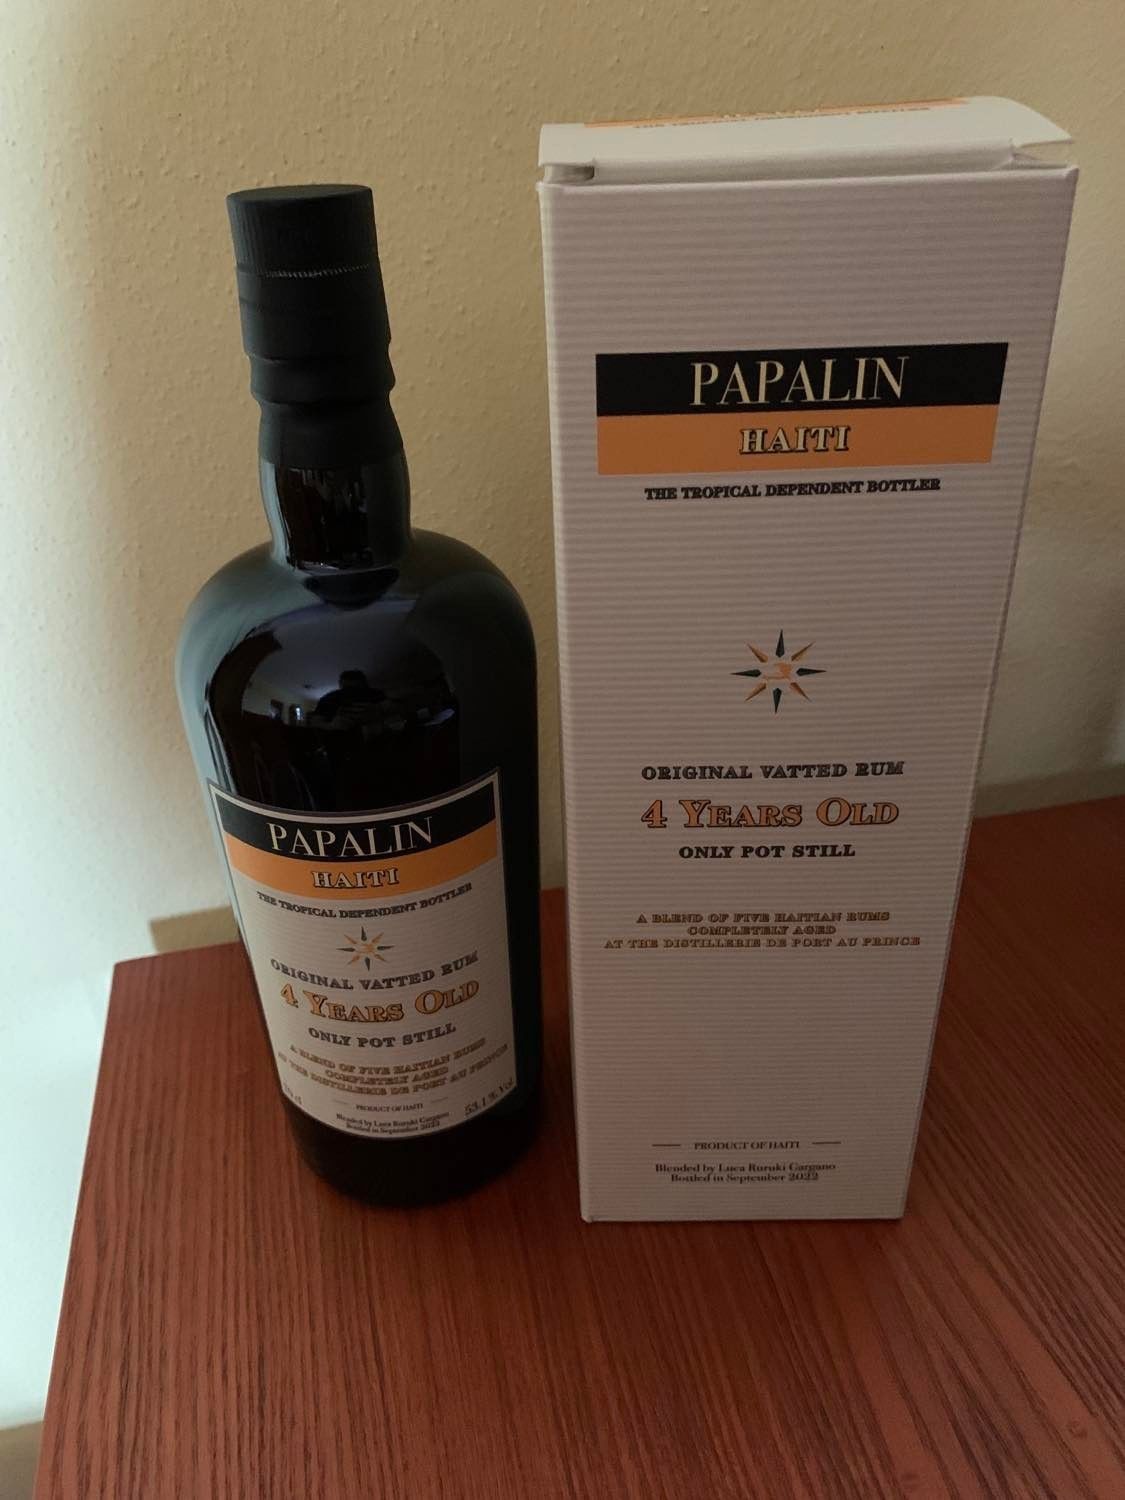 PAPALIN
HAITI
THE TROPICAL DEPENDENT BOTTLER
ORIGINAL VATTED RUM
4 YEARS OLD
ONLY POT STILL
A BLEND OF FIVE HAITIAN RUMS
COMPLETELY AGED
AT THE DISTILLERIE DE PORT AU PRINCE
PRODUCT OF HAITI
Blended by Luca Ruruki Gargano
Bottled in September 2022
53.1% Vol
cl
PAPALIN
HAITI
THE TROPICAL DEPENDENT BOTTLER
ORIGINAL VATTED RUM
4 YEARS OLD
ONLY POT STILL
A BLEND OF FIVE HAITIAN RUMS
COMPLETELY AGED
AT THE DISTILLERIE DE PORT AU PRINCE
PRODUCT OF HAITI
Blended by Luca Ruruki Gargano
Bottled in September 2022